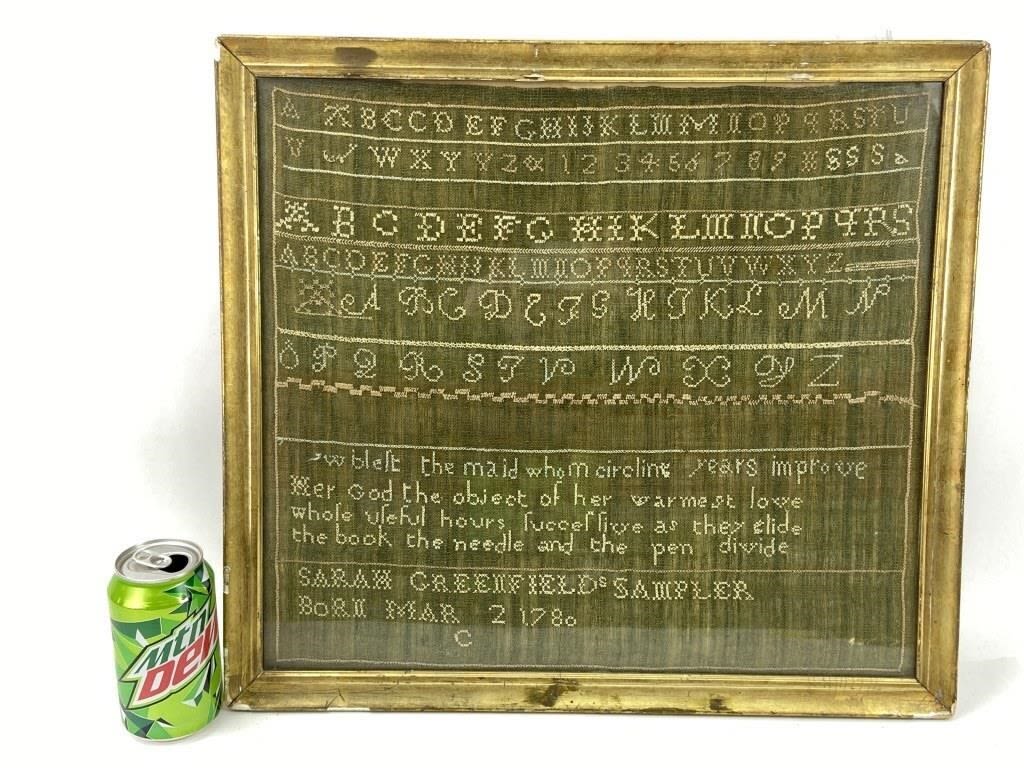 A A B C C D E F G H I J K L M M N O P Q R S T U
V W X Y Y Z & 1 2 3 4 5 6 7 8 9
A B C D E F G H I K L M N O P Q R S
A B C D E F G H I J K L M N O P Q R S T U V W X Y Z
A A B C D E F G H I K L M N
O P Q R S T V W X Y Z
bleſt the maid whom circling years improve
Her God the object of her warmest love
whoſe uſeful hours ſucceſſive as they glide
the book the needle and the pen divide
SARAH GREENFIELDs SAMPLER
BORN MAR 2 1780
C
mtn
DEW